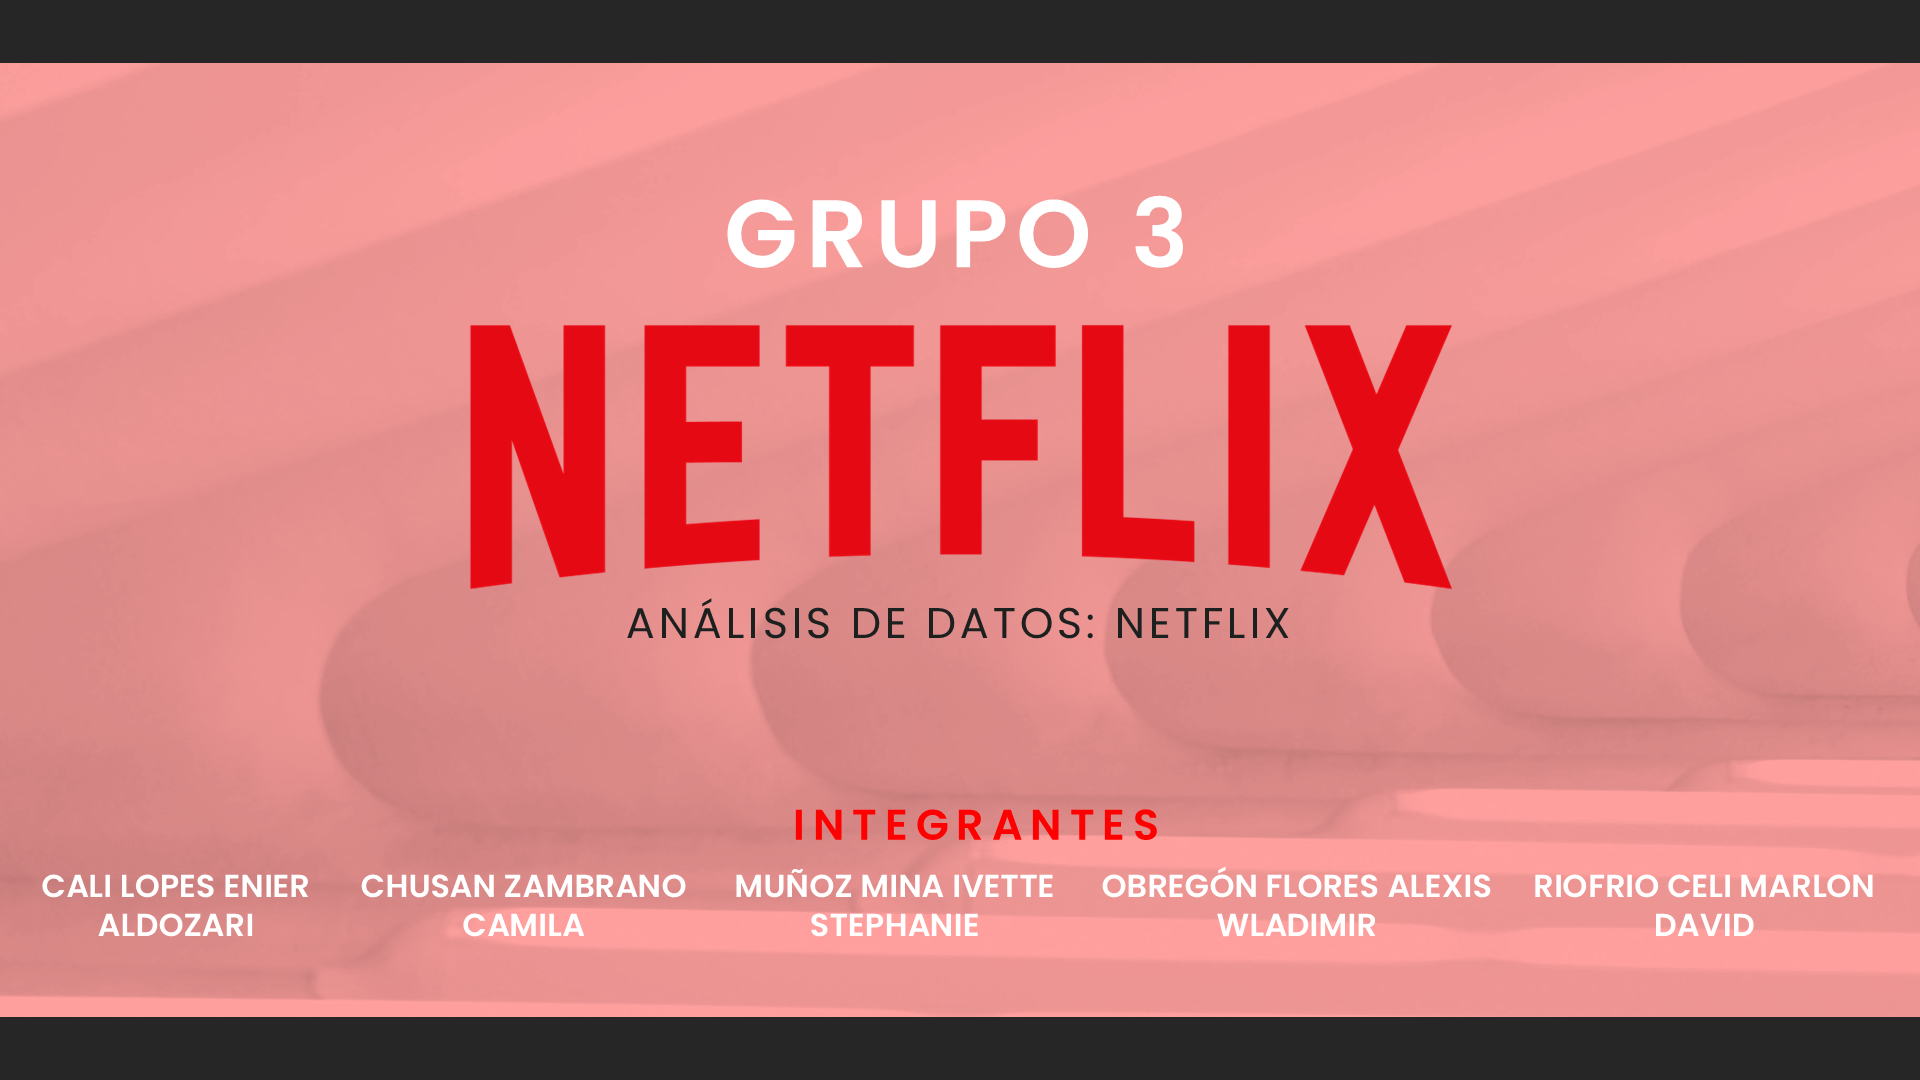 GRUPO 3
NETFLIX
ANÁLISIS DE DATOS: NETFLIX
INTEGRANTES
CALI LOPES ENIER
ALDOZARI
CHUSAN ZAMBRANO
CAMILA
MUÑOZ MINA IVETTE
STEPHANIE
OBREGÓN FLORES ALEXIS
WLADIMIR
RIOFRIO CELI MARLON
DAVID